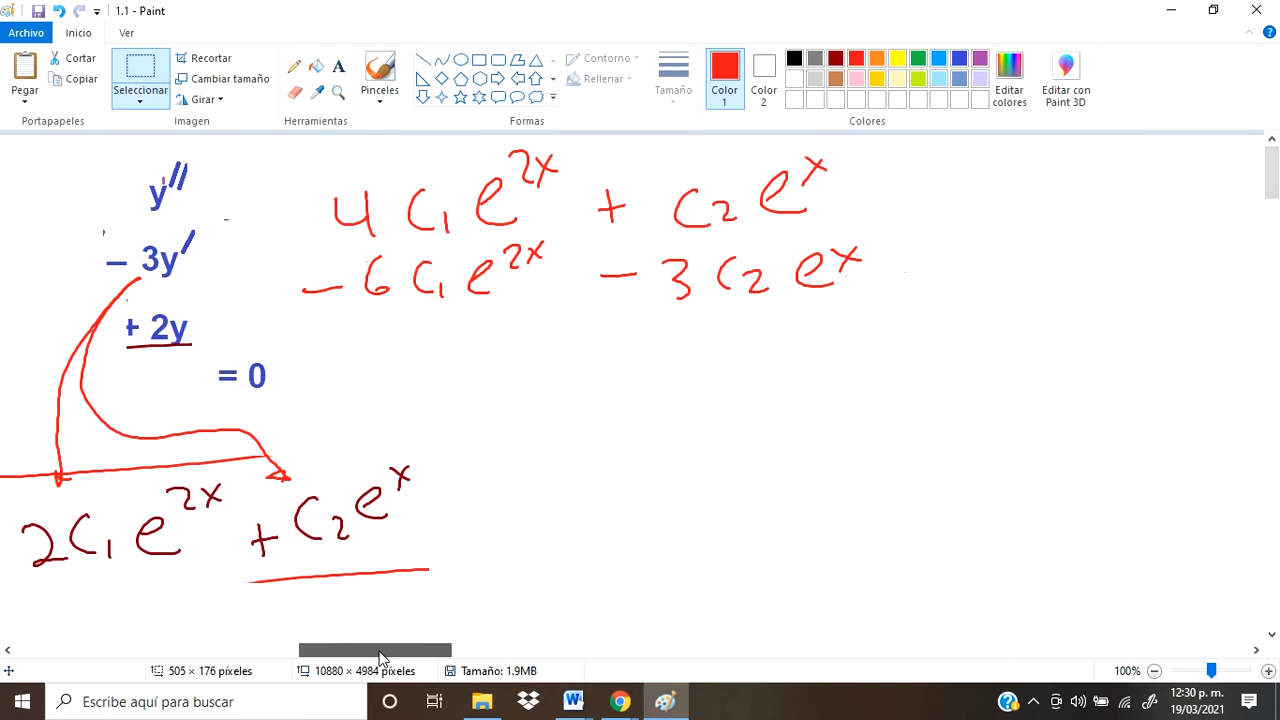 1.1 - Paint
Archivo Inicio Ver
Pegar Cortar Copiar Portapapeles
Seleccionar Recortar Cambiar tamaño Girar Imagen
A Herramientas
Pinceles
Contorno Rellenar Formas
Tamaño
Color 1 Color 2 Editar colores Editar con Paint 3D Colores
y′′ 4 C₁ e^{2x} + C₂ e^x
– 3y′ – 6 C₁ e^{2x} – 3 C₂ e^x
+ 2y
= 0
2 C₁ e^{2x} + C₂ e^x
505 × 176 píxeles 10880 × 4984 píxeles Tamaño: 1.9MB 100%
Escribe aquí para buscar
12:30 p. m.
19/03/2021